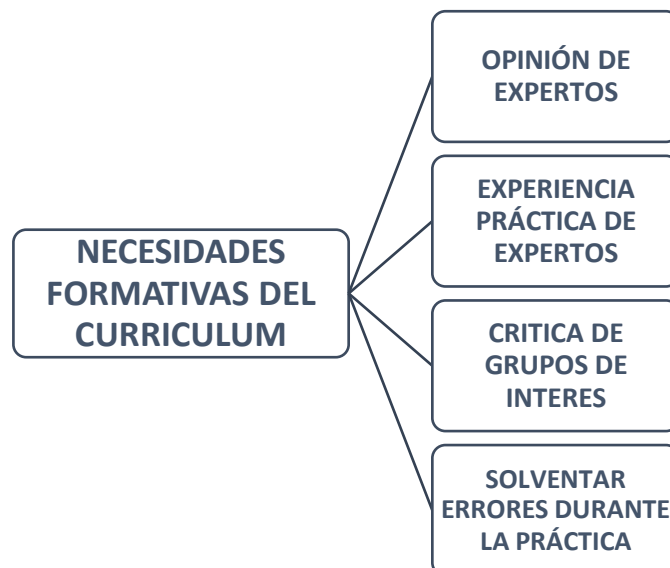 NECESIDADES
FORMATIVAS DEL
CURRICULUM
OPINIÓN DE
EXPERTOS
EXPERIENCIA
PRÁCTICA DE
EXPERTOS
CRITICA DE
GRUPOS DE
INTERES
SOLVENTAR
ERRORES DURANTE
LA PRÁCTICA